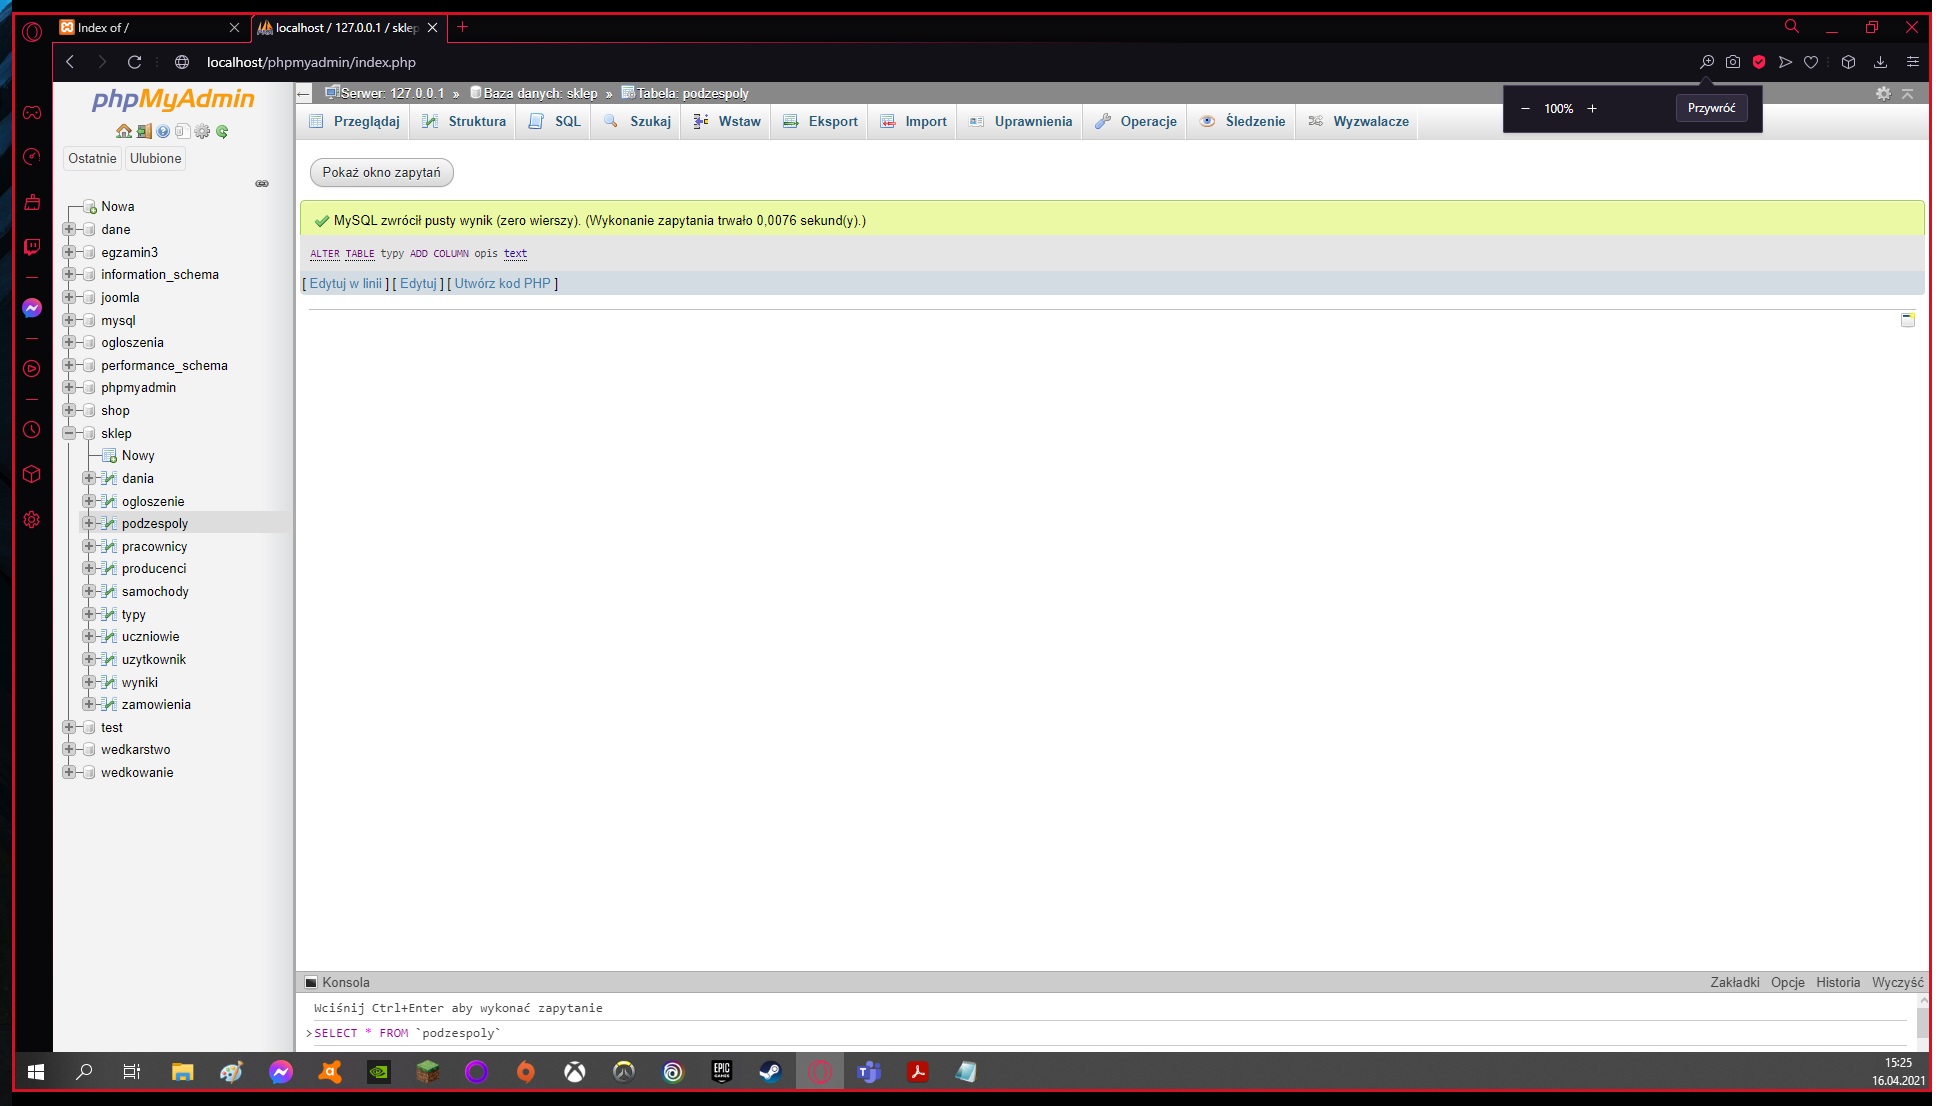 Index of /
localhost / 127.0.0.1 / sklep
localhost/phpmyadmin/index.php
phpMyAdmin
Ostatnie Ulubione
Nowa
dane
egzamin3
information_schema
joomla
mysql
ogloszenia
performance_schema
phpmyadmin
shop
sklep
Nowy
dania
ogloszenie
podzespoly
pracownicy
producenci
samochody
typy
uczniowie
uzytkownik
wyniki
zamowienia
test
wedkarstwo
wedkowanie
Serwer: 127.0.0.1 » Baza danych: sklep » Tabela: podzespoly
Przeglądaj Struktura SQL Szukaj Wstaw Eksport Import Uprawnienia Operacje Śledzenie Wyzwalacze
− 100% + Przywróć
Pokaż okno zapytań
MySQL zwrócił pusty wynik (zero wierszy). (Wykonanie zapytania trwało 0,0076 sekund(y).)
ALTER TABLE typy ADD COLUMN opis text
[ Edytuj w linii ] [ Edytuj ] [ Utwórz kod PHP ]
Konsola
Zakładki Opcje Historia Wyczyść
Wciśnij Ctrl+Enter aby wykonać zapytanie
>SELECT * FROM `podzespoly`
EPIC GAMES
15:25
16.04.2021